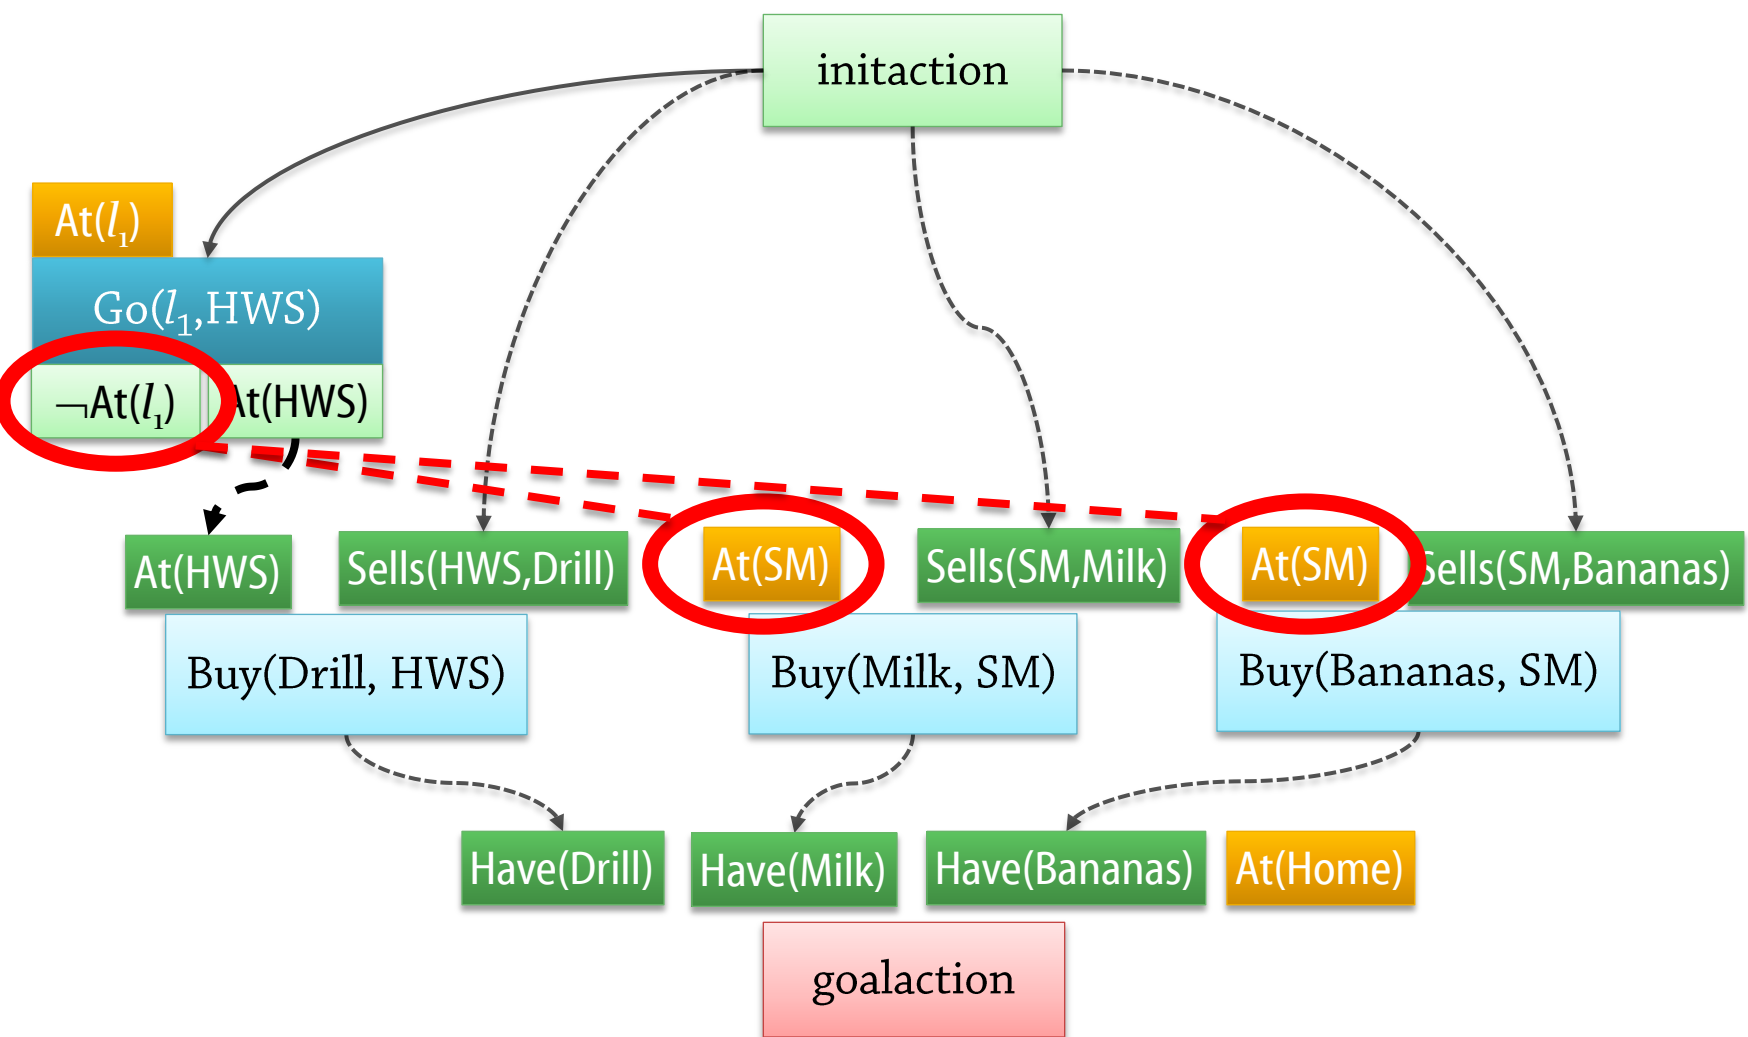 initaction
At(l₁)
Go(l₁,HWS)
¬At(l₁)
At(HWS)
At(HWS)
Sells(HWS,Drill)
At(SM)
Sells(SM,Milk)
At(SM)
Sells(SM,Bananas)
Buy(Drill, HWS)
Buy(Milk, SM)
Buy(Bananas, SM)
Have(Drill)
Have(Milk)
Have(Bananas)
At(Home)
goalaction